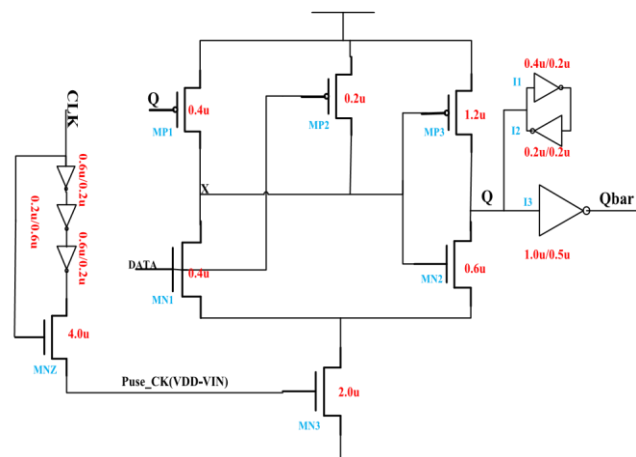 CLK
0.6u/0.2u
0.2u/0.6u
0.6u/0.2u
4.0u
MNZ
Puse_CK(VDD-VIN)
Q
0.4u
MP1
0.2u
MP2
1.2u
MP3
X
DATA
0.4u
MN1
0.6u
MN2
2.0u
MN3
0.4u/0.2u
I1
I2
0.2u/0.2u
Q
I3
Qbar
1.0u/0.5u